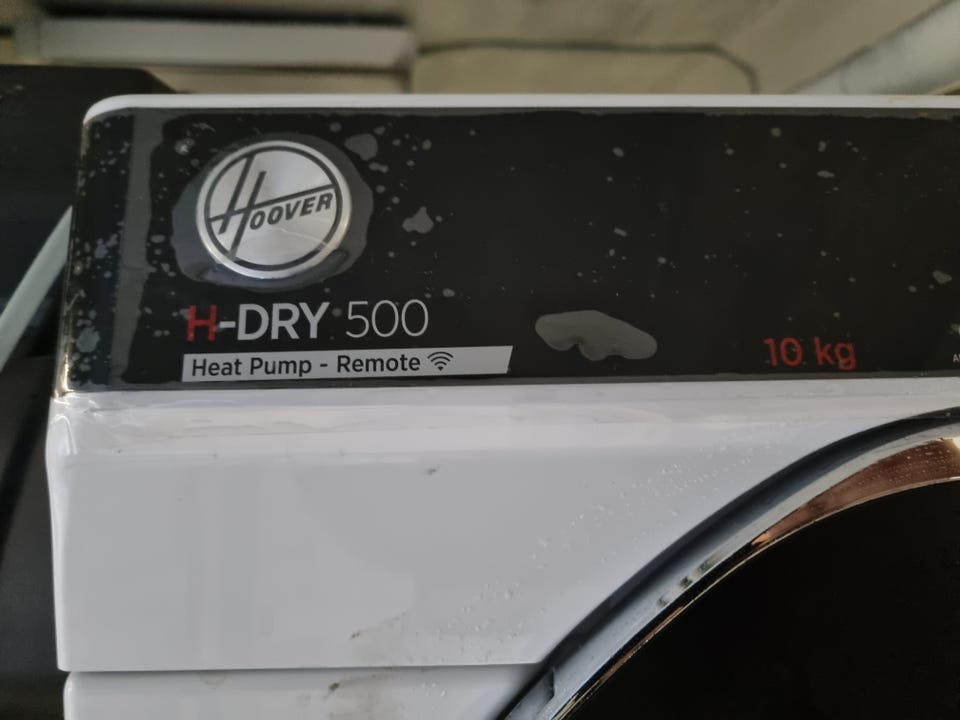 HOOVER
H-DRY 500
Heat Pump - Remote
10 kg